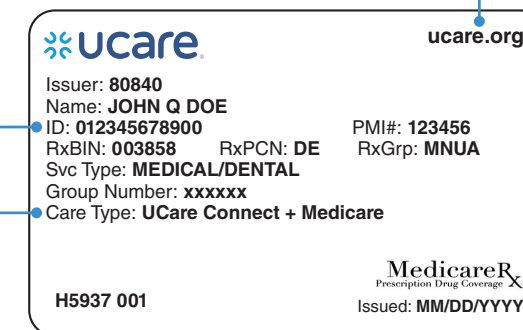 ucare. ucare.org
Issuer: 80840
Name: JOHN Q DOE
ID: 012345678900 PMI#: 123456
RxBIN: 003858 RxPCN: DE RxGrp: MNUA
Svc Type: MEDICAL/DENTAL
Group Number: xxxxxx
Care Type: UCare Connect + Medicare
MedicareRx
Prescription Drug Coverage
H5937 001 Issued: MM/DD/YYYY